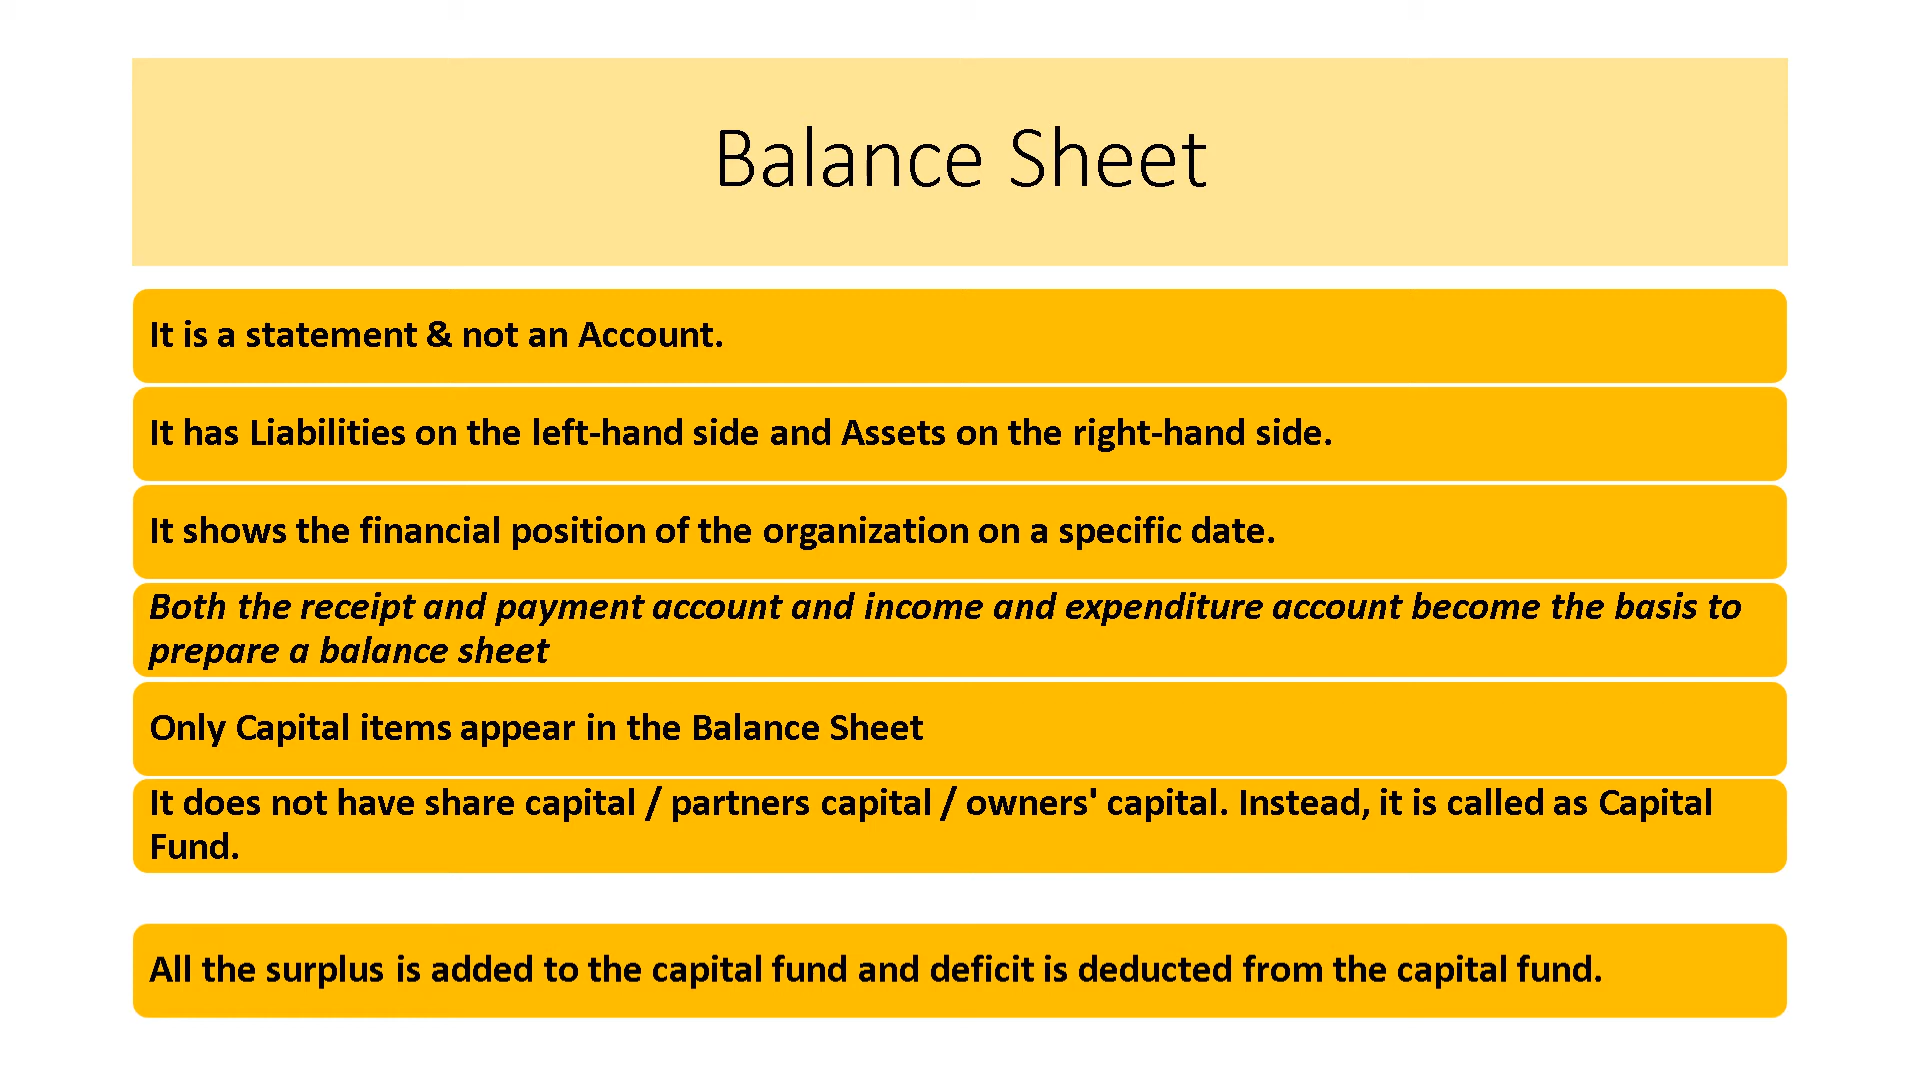 Balance Sheet
It is a statement & not an Account.
It has Liabilities on the left-hand side and Assets on the right-hand side.
It shows the financial position of the organization on a specific date.
Both the receipt and payment account and income and expenditure account become the basis to
prepare a balance sheet
Only Capital items appear in the Balance Sheet
It does not have share capital / partners capital / owners' capital. Instead, it is called as Capital
Fund.
All the surplus is added to the capital fund and deficit is deducted from the capital fund.